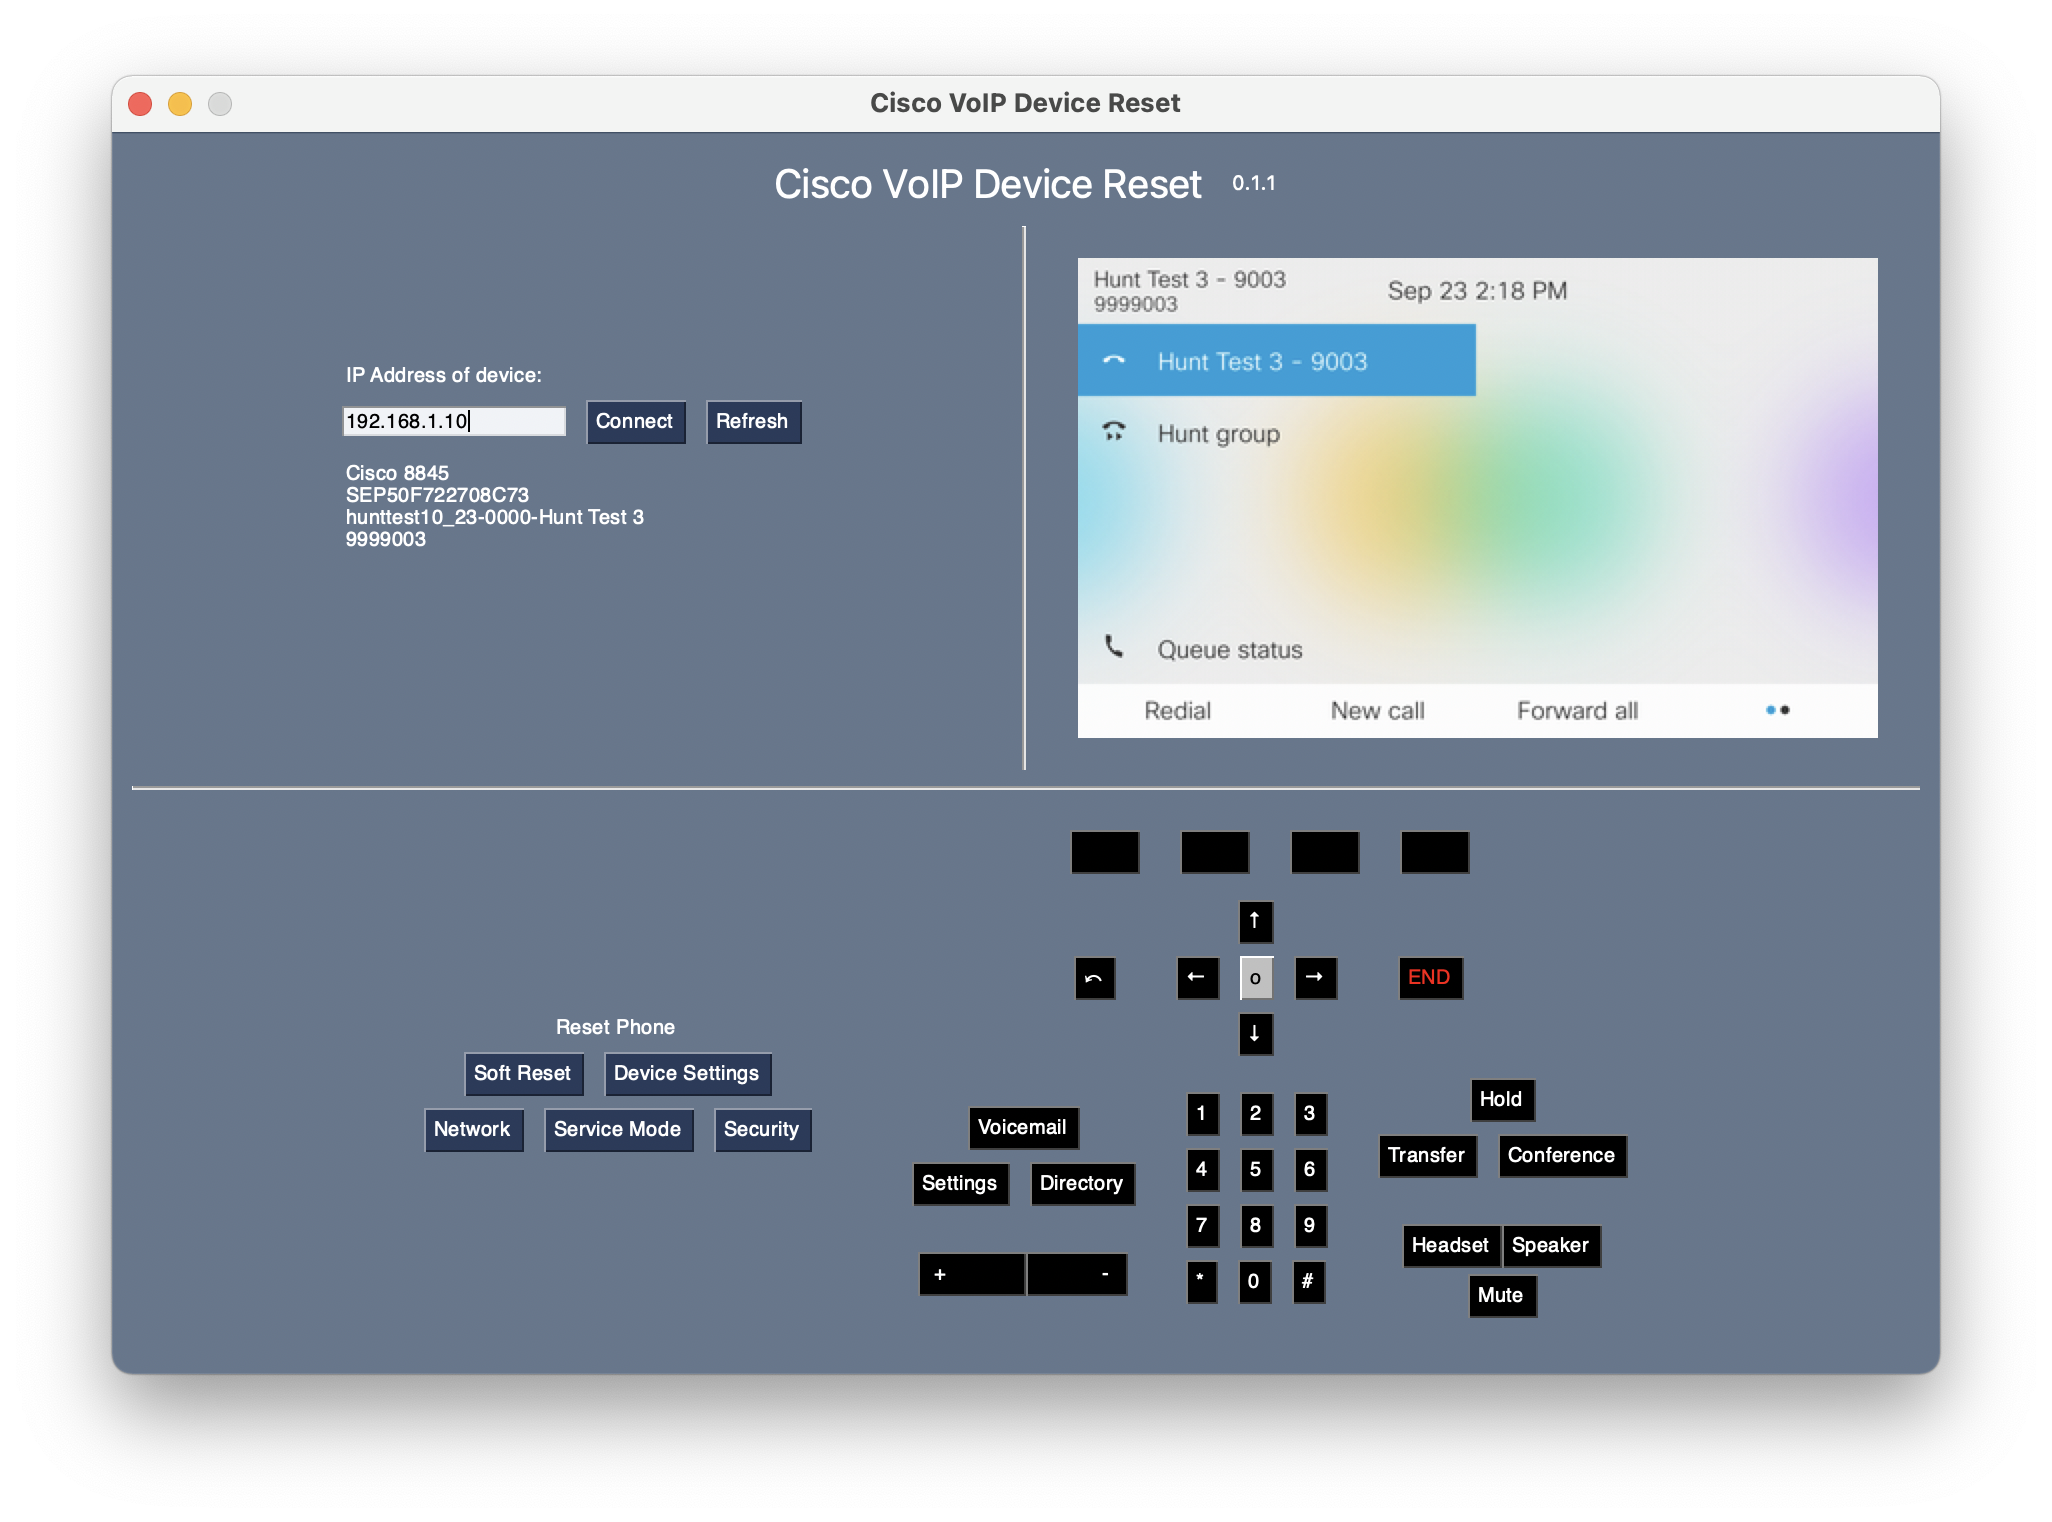 Cisco VoIP Device Reset
Cisco VoIP Device Reset 0.1.1
IP Address of device:
192.168.1.10 Connect Refresh
Cisco 8845
SEP50F722708C73
hunttest10_23-0000-Hunt Test 3
9999003
Hunt Test 3 - 9003
9999003
Sep 23 2:18 PM
Hunt Test 3 - 9003
Hunt group
Queue status
Redial New call Forward all
↑
← o → END
↓
Reset Phone
Soft Reset Device Settings
Network Service Mode Security
Voicemail
Settings Directory
+ -
1 2 3
4 5 6
7 8 9
* 0 #
Hold
Transfer Conference
Headset Speaker
Mute